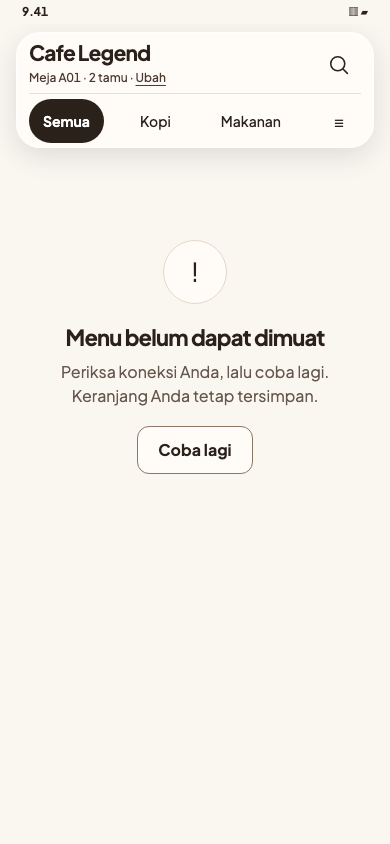 9.41
Cafe Legend
Meja A01 · 2 tamu · Ubah
Semua
Kopi
Makanan
≡
!
Menu belum dapat dimuat
Periksa koneksi Anda, lalu coba lagi.
Keranjang Anda tetap tersimpan.
Coba lagi